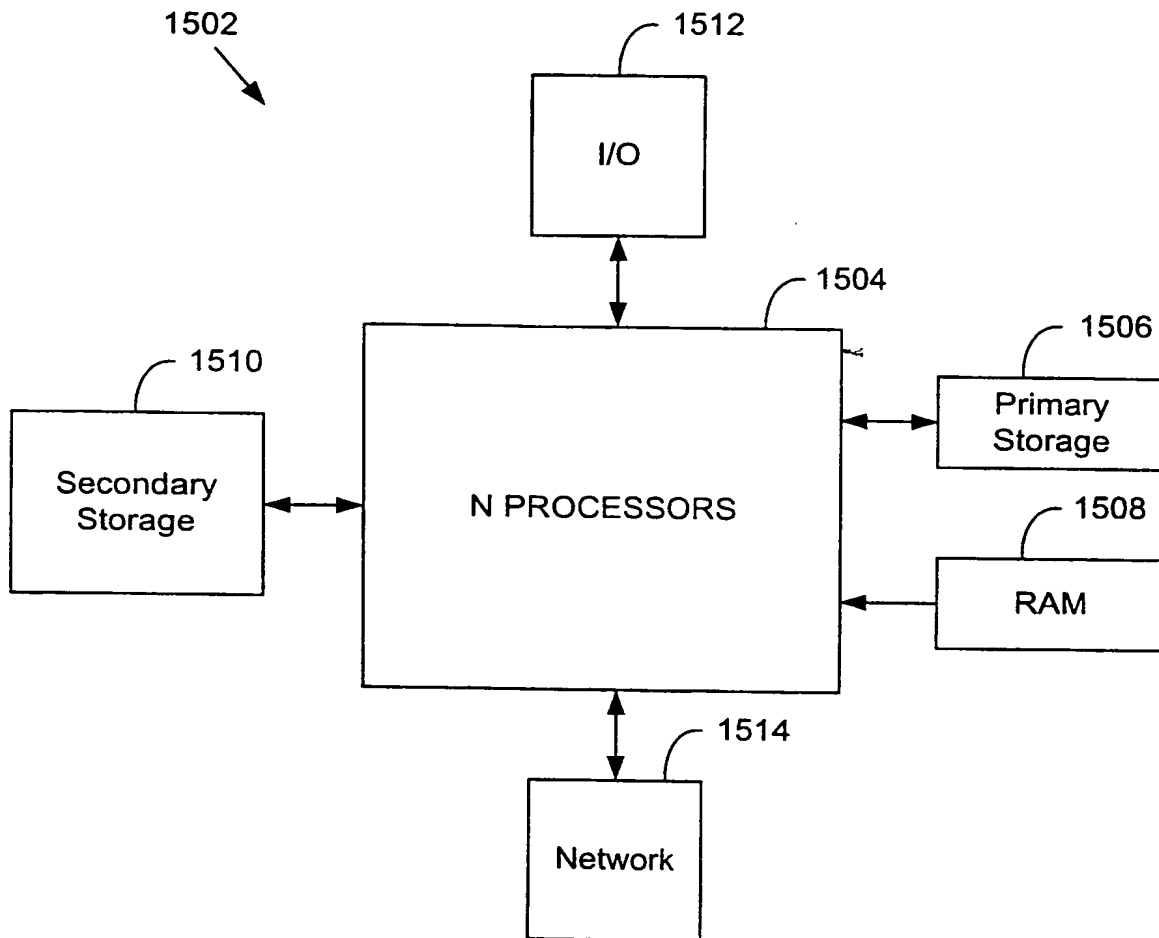 1502
1512
I/O
1504
1506
Primary
Storage
1510
Secondary
Storage
N PROCESSORS
1508
RAM
1514
Network